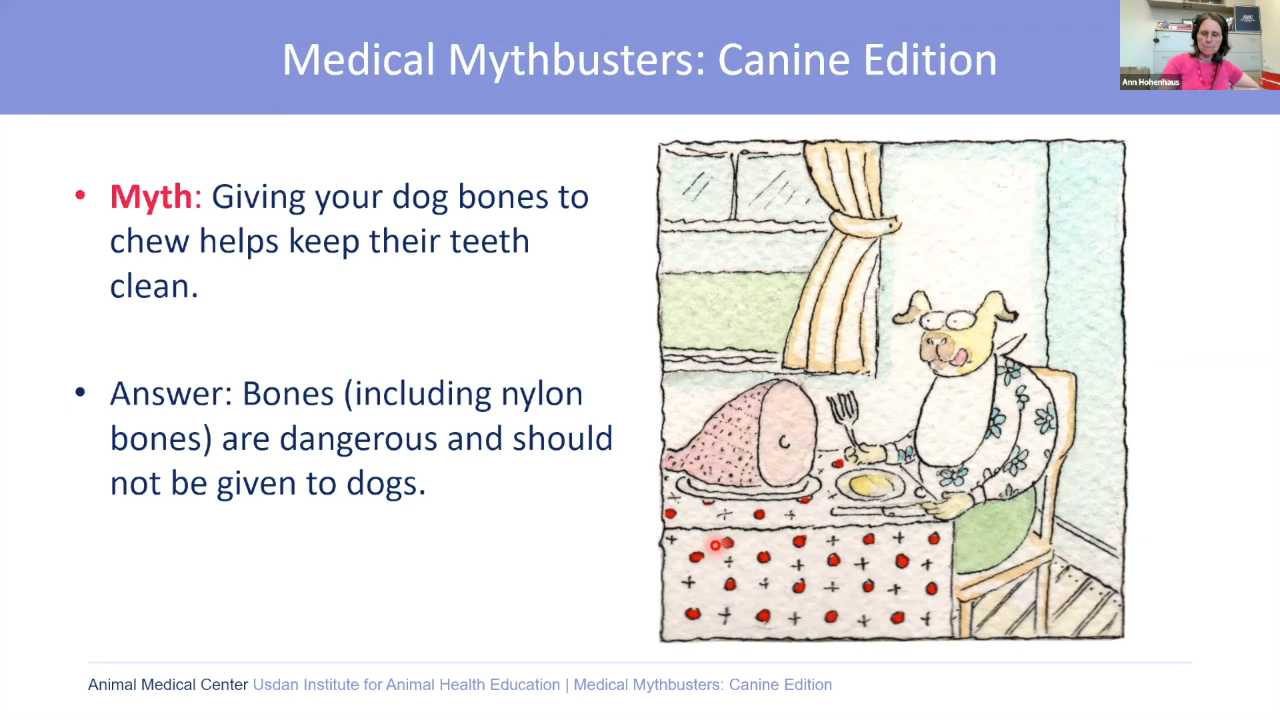 Medical Mythbusters: Canine Edition
Ann Hohenhaus
• Myth: Giving your dog bones to
chew helps keep their teeth
clean.
• Answer: Bones (including nylon
bones) are dangerous and should
not be given to dogs.
Animal Medical Center Usdan Institute for Animal Health Education | Medical Mythbusters: Canine Edition